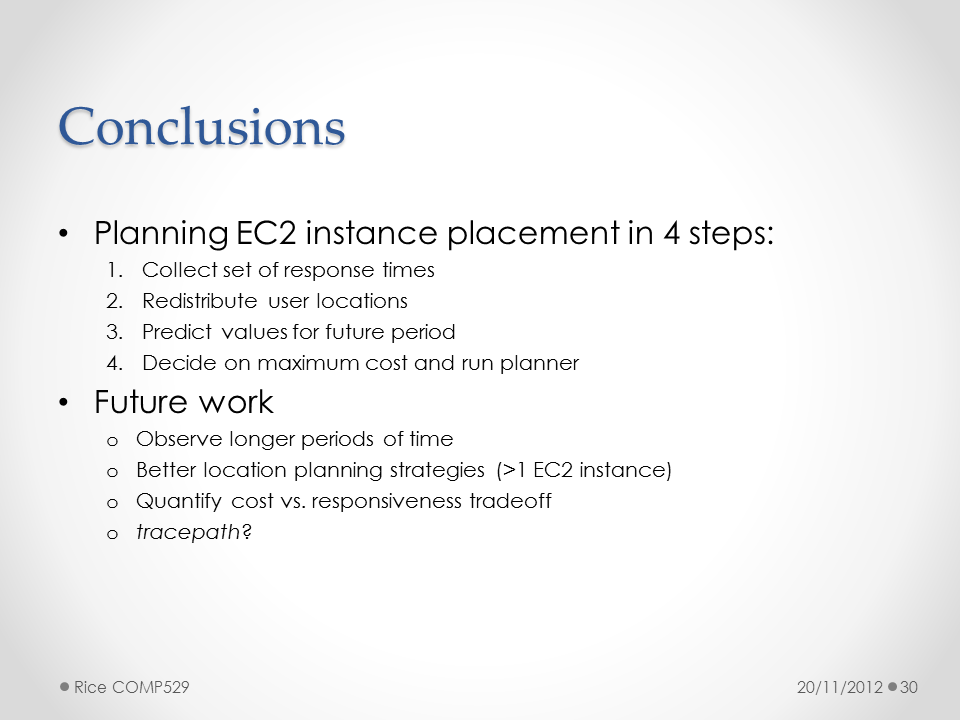 Conclusions
• Planning EC2 instance placement in 4 steps:
1. Collect set of response times
2. Redistribute user locations
3. Predict values for future period
4. Decide on maximum cost and run planner
• Future work
o Observe longer periods of time
o Better location planning strategies (>1 EC2 instance)
o Quantify cost vs. responsiveness tradeoff
o tracepath?
●Rice COMP529 20/11/2012 ●30